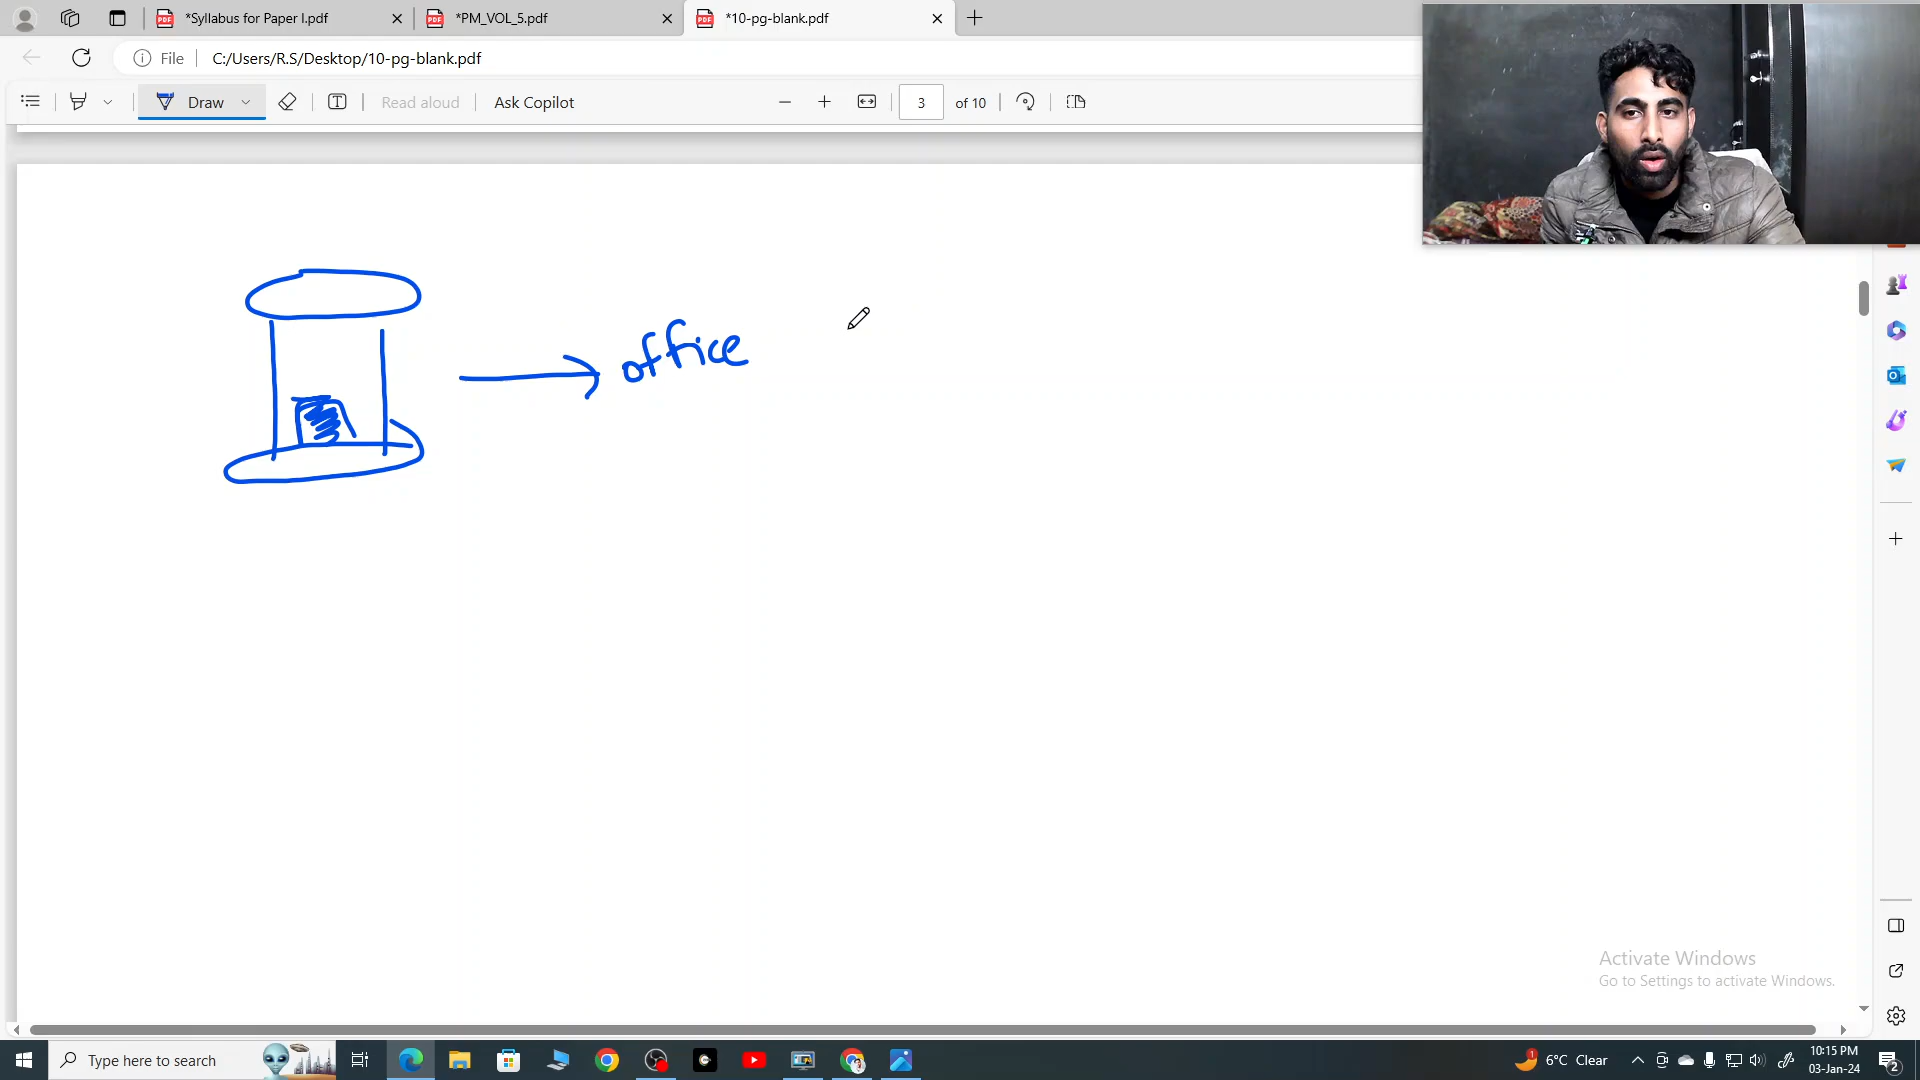 *Syllabus for Paper I.pdf
*PM_VOL_5.pdf
*10-pg-blank.pdf
File
C:/Users/R.S/Desktop/10-pg-blank.pdf
Draw
Read aloud
Ask Copilot
3
of 10
office
Activate Windows
Go to Settings to activate Windows.
Type here to search
1
6°C Clear
10:15 PM
03-Jan-24
2